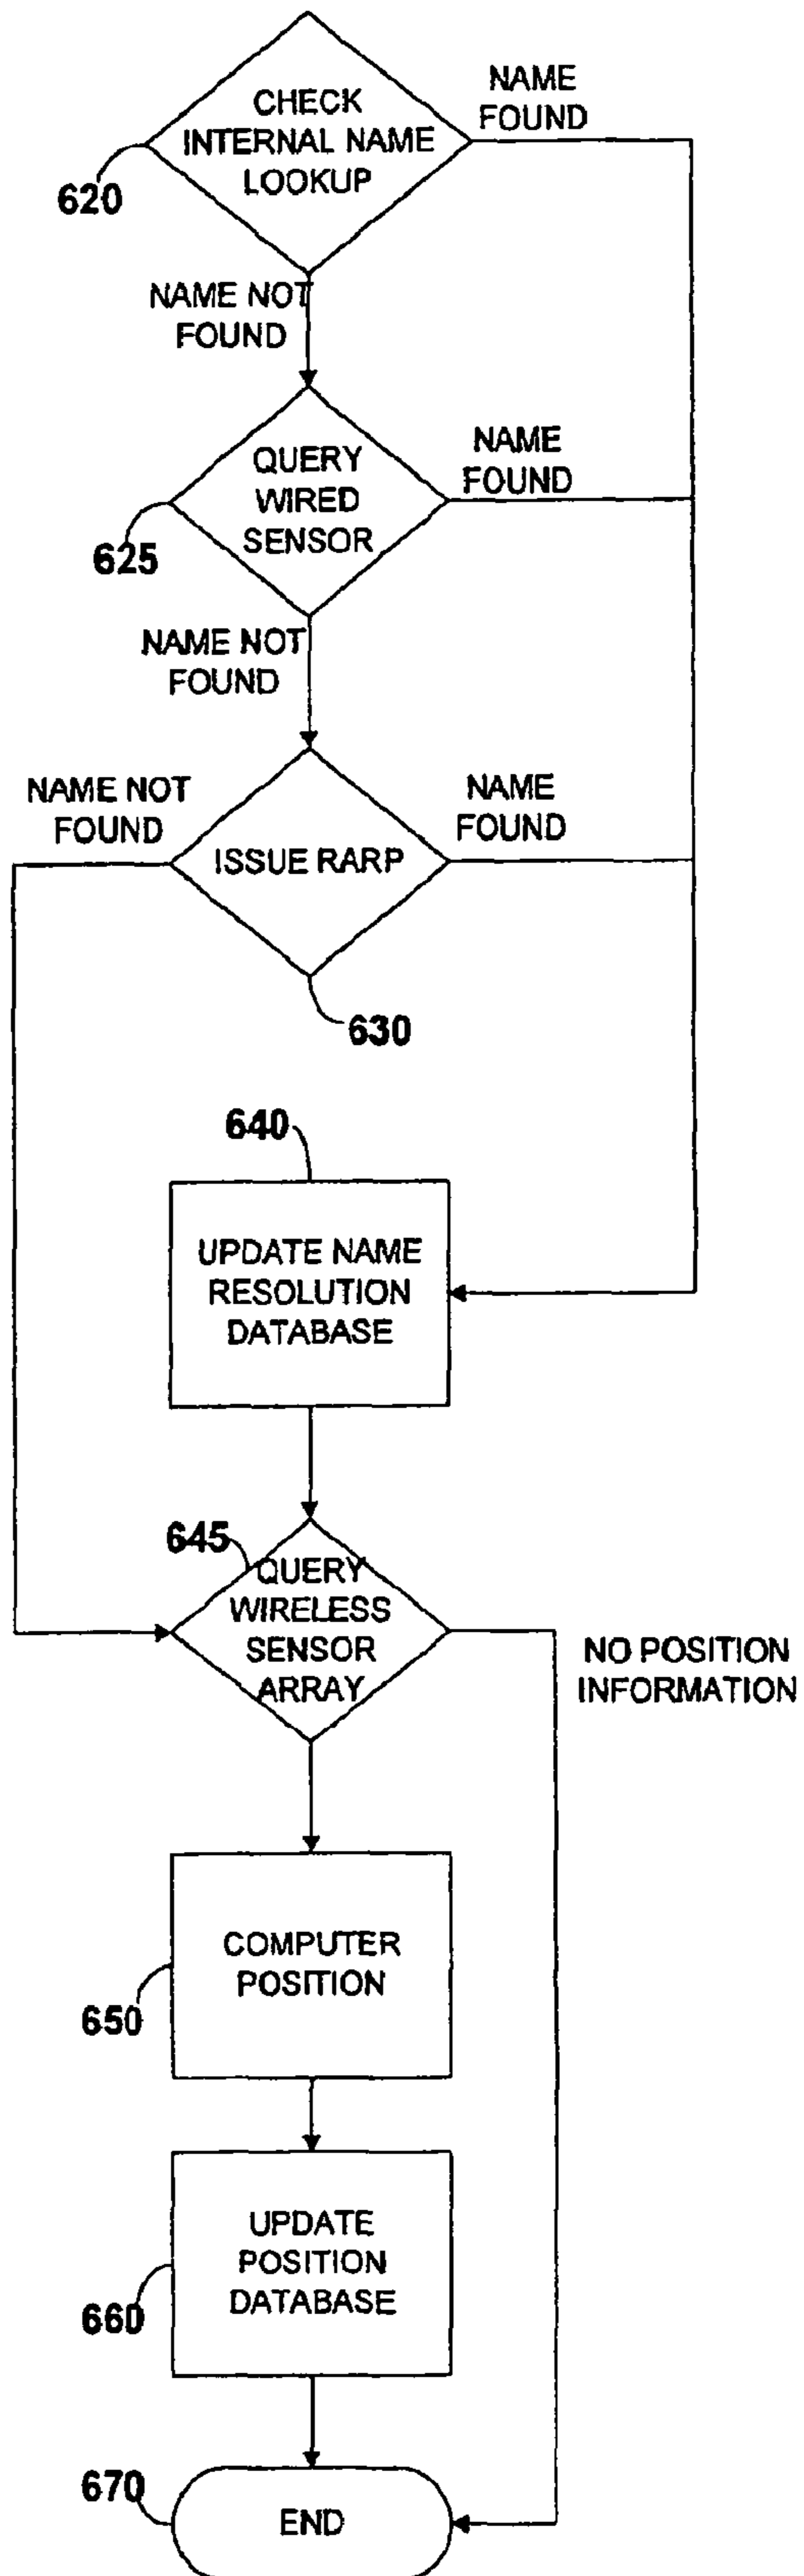 CHECK
INTERNAL NAME
LOOKUP
NAME
FOUND
620
NAME NOT
FOUND
QUERY
WIRED
SENSOR
NAME
FOUND
625
NAME NOT
FOUND
NAME NOT
FOUND
ISSUE RARP
NAME
FOUND
630
640
UPDATE NAME
RESOLUTION
DATABASE
645
QUERY
WIRELESS
SENSOR
ARRAY
NO POSITION
INFORMATION
COMPUTER
POSITION
650
UPDATE
POSITION
DATABASE
660
670
END